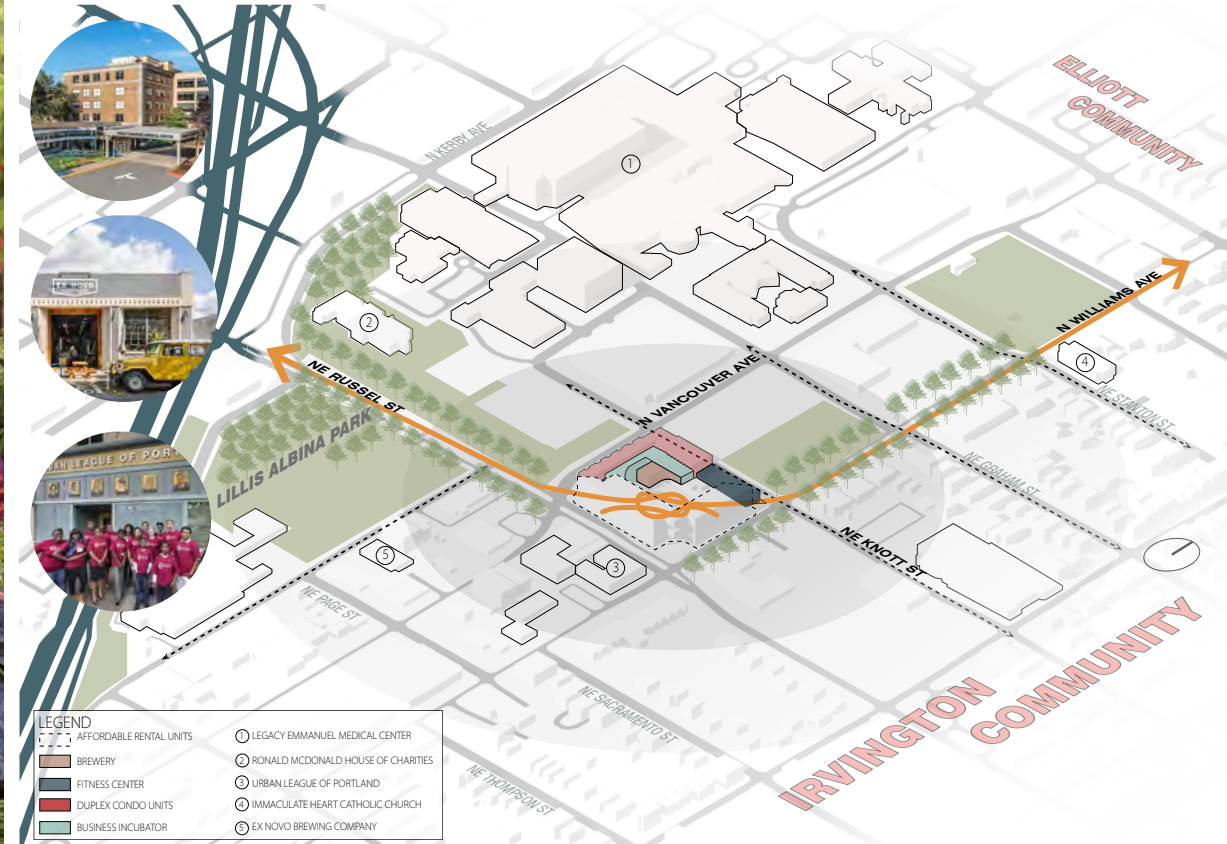 ELLIOTT
COMMUNITY
N KERBY AVE
N WILLIAMS AVE
NE STANTON ST
N VANCOUVER AVE
NE RUSSEL ST
LILLIS ALBINA PARK
NE GRAHAM ST
NE KNOTT ST
NE PAGE ST
NE SACRAMENTO ST
NE THOMPSON ST
IRVINGTON
COMMUNITY
1
2
3
4
5
URBAN LEAGUE OF PORT
LEGEND
AFFORDABLE RENTAL UNITS
BREWERY
FITNESS CENTER
DUPLEX CONDO UNITS
BUSINESS INCUBATOR
1 LEGACY EMMANUEL MEDICAL CENTER
2 RONALD MCDONALD HOUSE OF CHARITIES
3 URBAN LEAGUE OF PORTLAND
4 IMMACULATE HEART CATHOLIC CHURCH
5 EX NOVO BREWING COMPANY